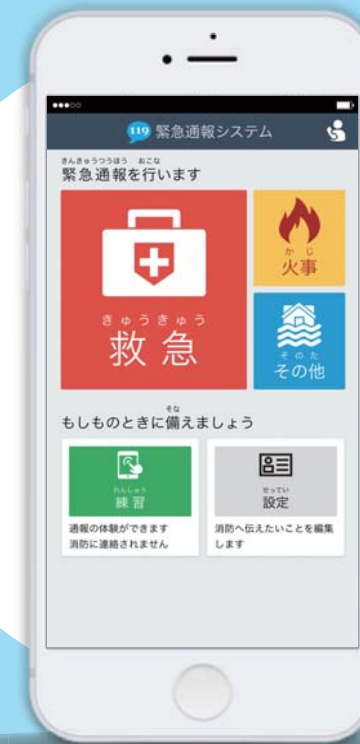 119 緊急通報システム
きんきゅうつうほう おこな
緊急通報を行います
きゅうきゅう
救急
かじ
火事
そのた
その他
そな
もしものときに備えましょう
れんしゅう
練習
通報の体験ができます
消防に連絡されません
せってい
設定
消防へ伝えたいことを編集
します